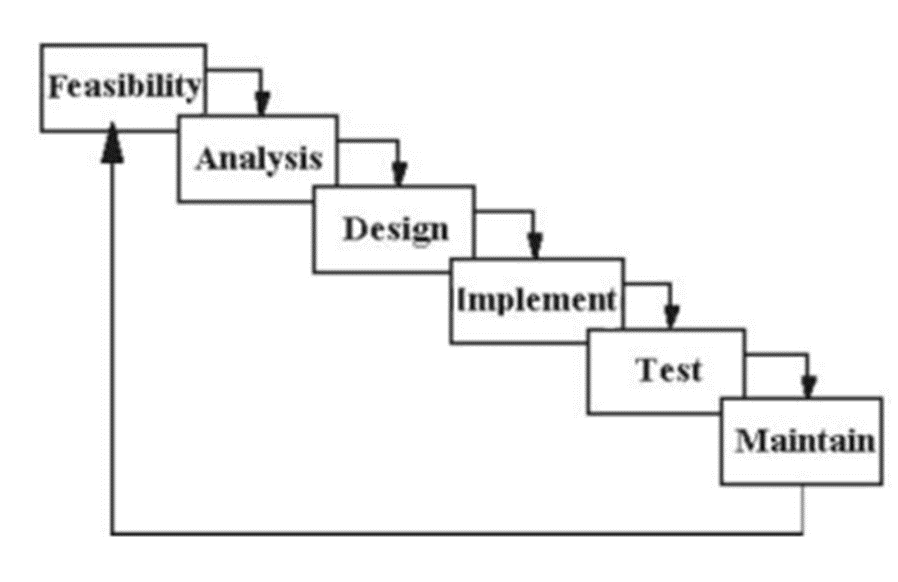 Feasibility
Analysis
Design
Implement
Test
Maintain